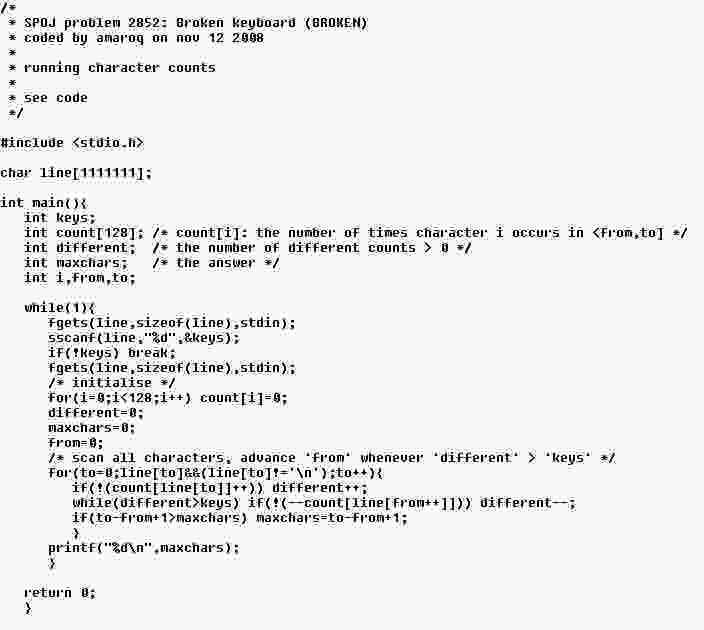 /*
 * SPOJ problem 2852: Broken keyboard (BROKEN)
 * coded by amaroq on nov 12 2008
 *
 * running character counts
 *
 * see code
 */

#include <stdio.h>

char line[1111111];

int main(){
   int keys;
   int count[128]; /* count[i]: the number of times character i occurs in <from,to] */
   int different;  /* the number of different counts > 0 */
   int maxchars;   /* the answer */
   int i,from,to;

   while(1){
      fgets(line,sizeof(line),stdin);
      sscanf(line,"%d",&keys);
      if(!keys) break;
      fgets(line,sizeof(line),stdin);
      /* initialise */
      for(i=0;i<128;i++) count[i]=0;
      different=0;
      maxchars=0;
      from=0;
      /* scan all characters, advance 'from' whenever 'different' > 'keys' */
      for(to=0;line[to]&&(line[to]!='\n');to++){
         if(!(count[line[to]]++)) different++;
         while(different>keys) if(!(--count[line[from++]])) different--;
         if(to-from+1>maxchars) maxchars=to-from+1;
         }
      printf("%d\n",maxchars);
      }

   return 0;
   }